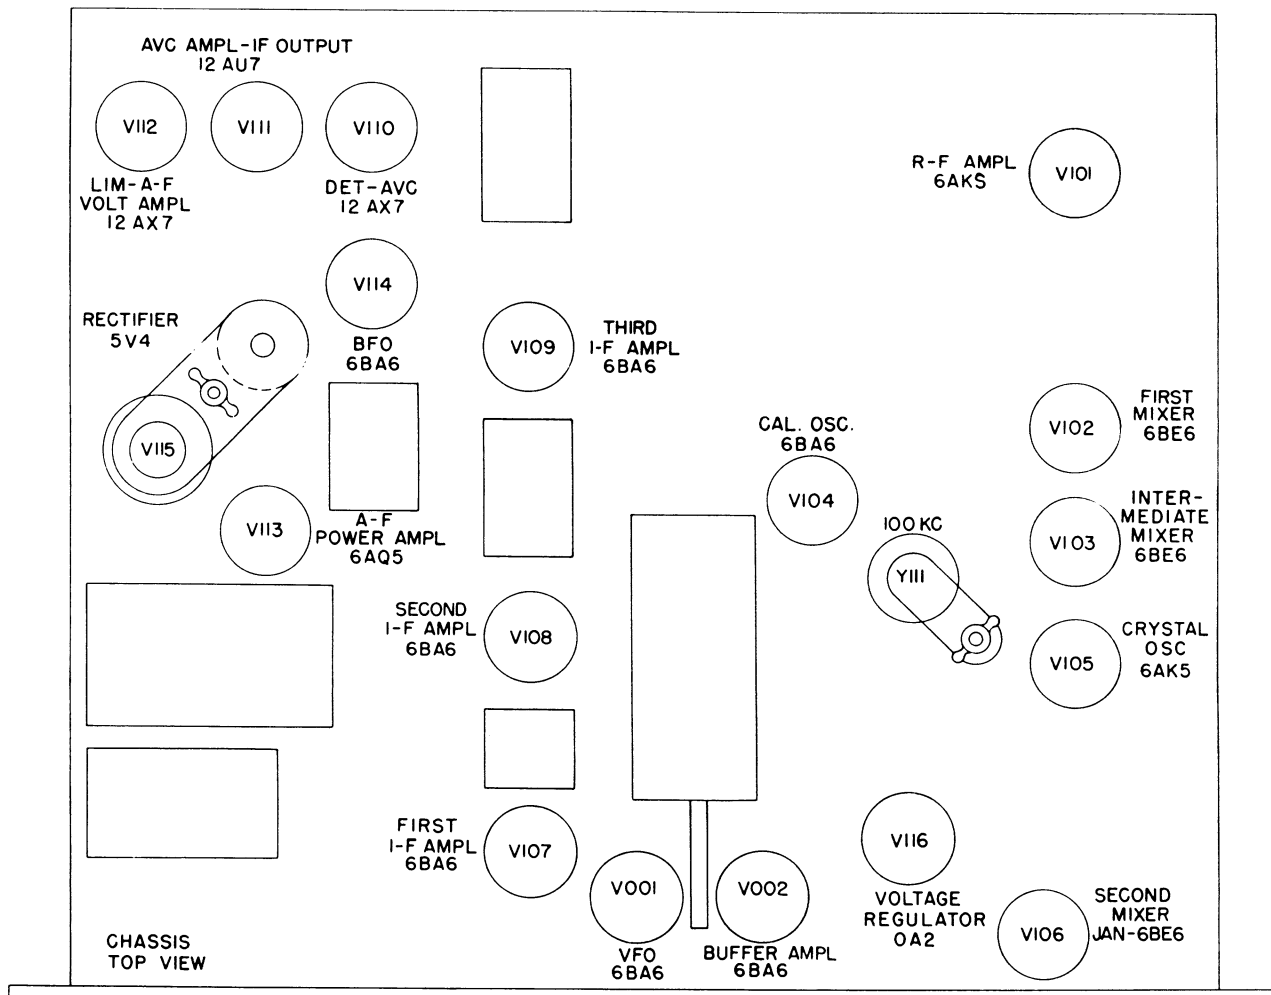 AVC AMPL-IF OUTPUT
12 AU7
V112
V111
V110
LIM-A-F
VOLT AMPL
12 AX7
DET-AVC
12 AX7
R-F AMPL
6AKS
V101
V114
BFO
6BA6
RECTIFIER
5V4
V115
V109
THIRD
I-F AMPL
6BA6
V102
FIRST
MIXER
6BE6
CAL. OSC.
6BA6
V104
V113
A-F
POWER AMPL
6AQ5
100 KC
Y111
V103
INTER-
MEDIATE
MIXER
6BE6
SECOND
I-F AMPL
6BA6
V108
V105
CRYSTAL
OSC
6AK5
FIRST
I-F AMPL
6BA6
V107
V001
VFO
6BA6
V002
BUFFER AMPL
6BA6
V116
VOLTAGE
REGULATOR
OA2
V106
SECOND
MIXER
JAN-6BE6
CHASSIS
TOP VIEW